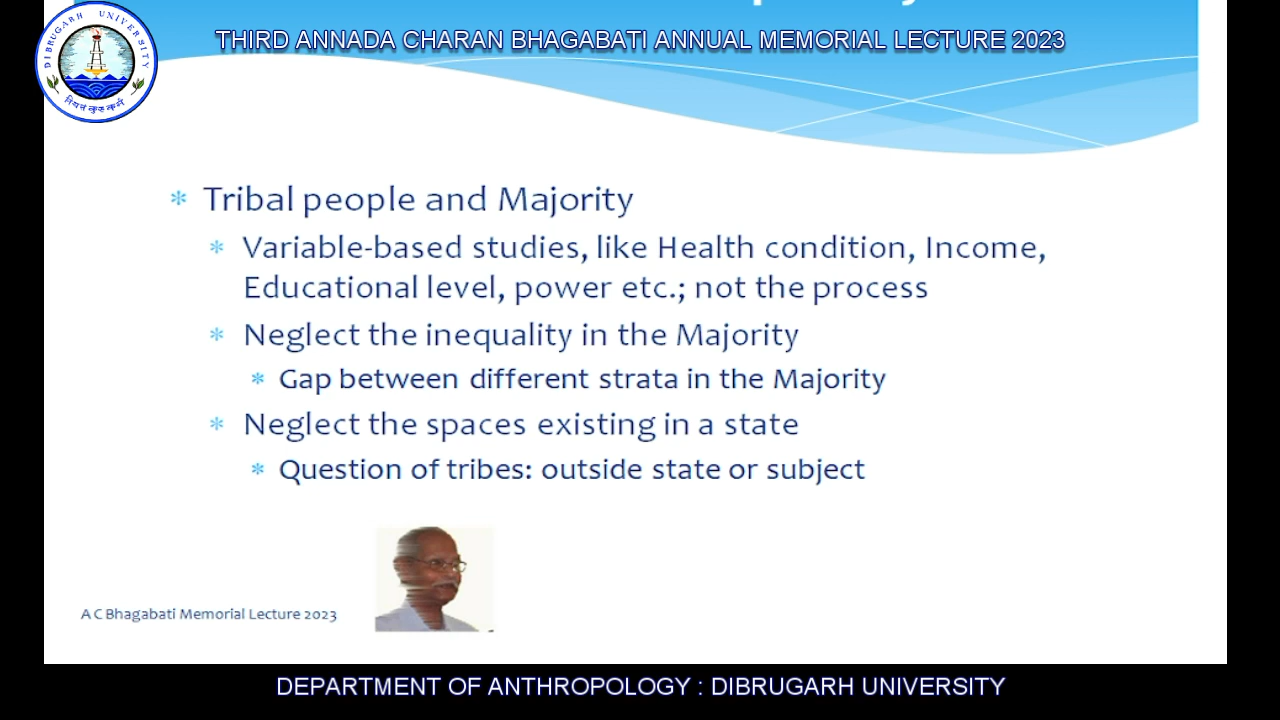 THIRD ANNADA CHARAN BHAGABATI ANNUAL MEMORIAL LECTURE 2023
DIBRUGARH UNIVERSITY
* Tribal people and Majority
* Variable-based studies, like Health condition, Income,
Educational level, power etc.; not the process
* Neglect the inequality in the Majority
* Gap between different strata in the Majority
* Neglect the spaces existing in a state
* Question of tribes: outside state or subject
A C Bhagabati Memorial Lecture 2023
DEPARTMENT OF ANTHROPOLOGY : DIBRUGARH UNIVERSITY